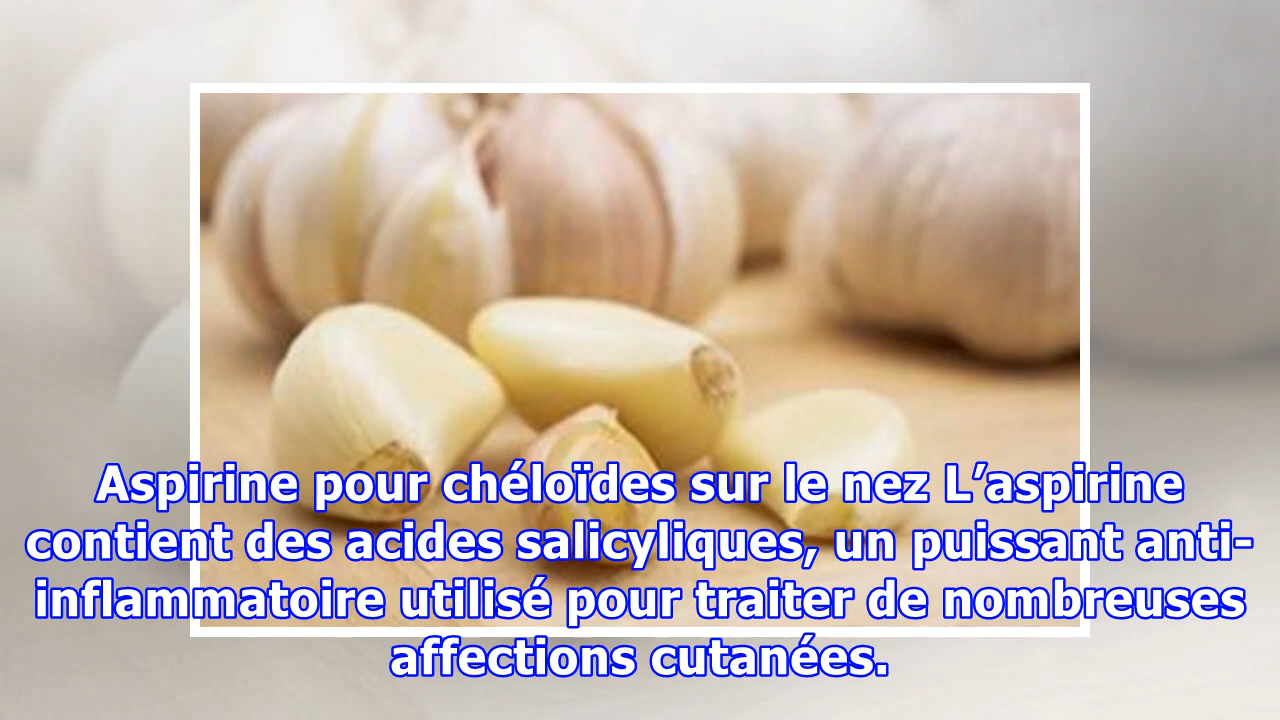 Aspirine pour chéloïdes sur le nez L’aspirine
contient des acides salicyliques, un puissant anti-
inflammatoire utilisé pour traiter de nombreuses
affections cutanées.